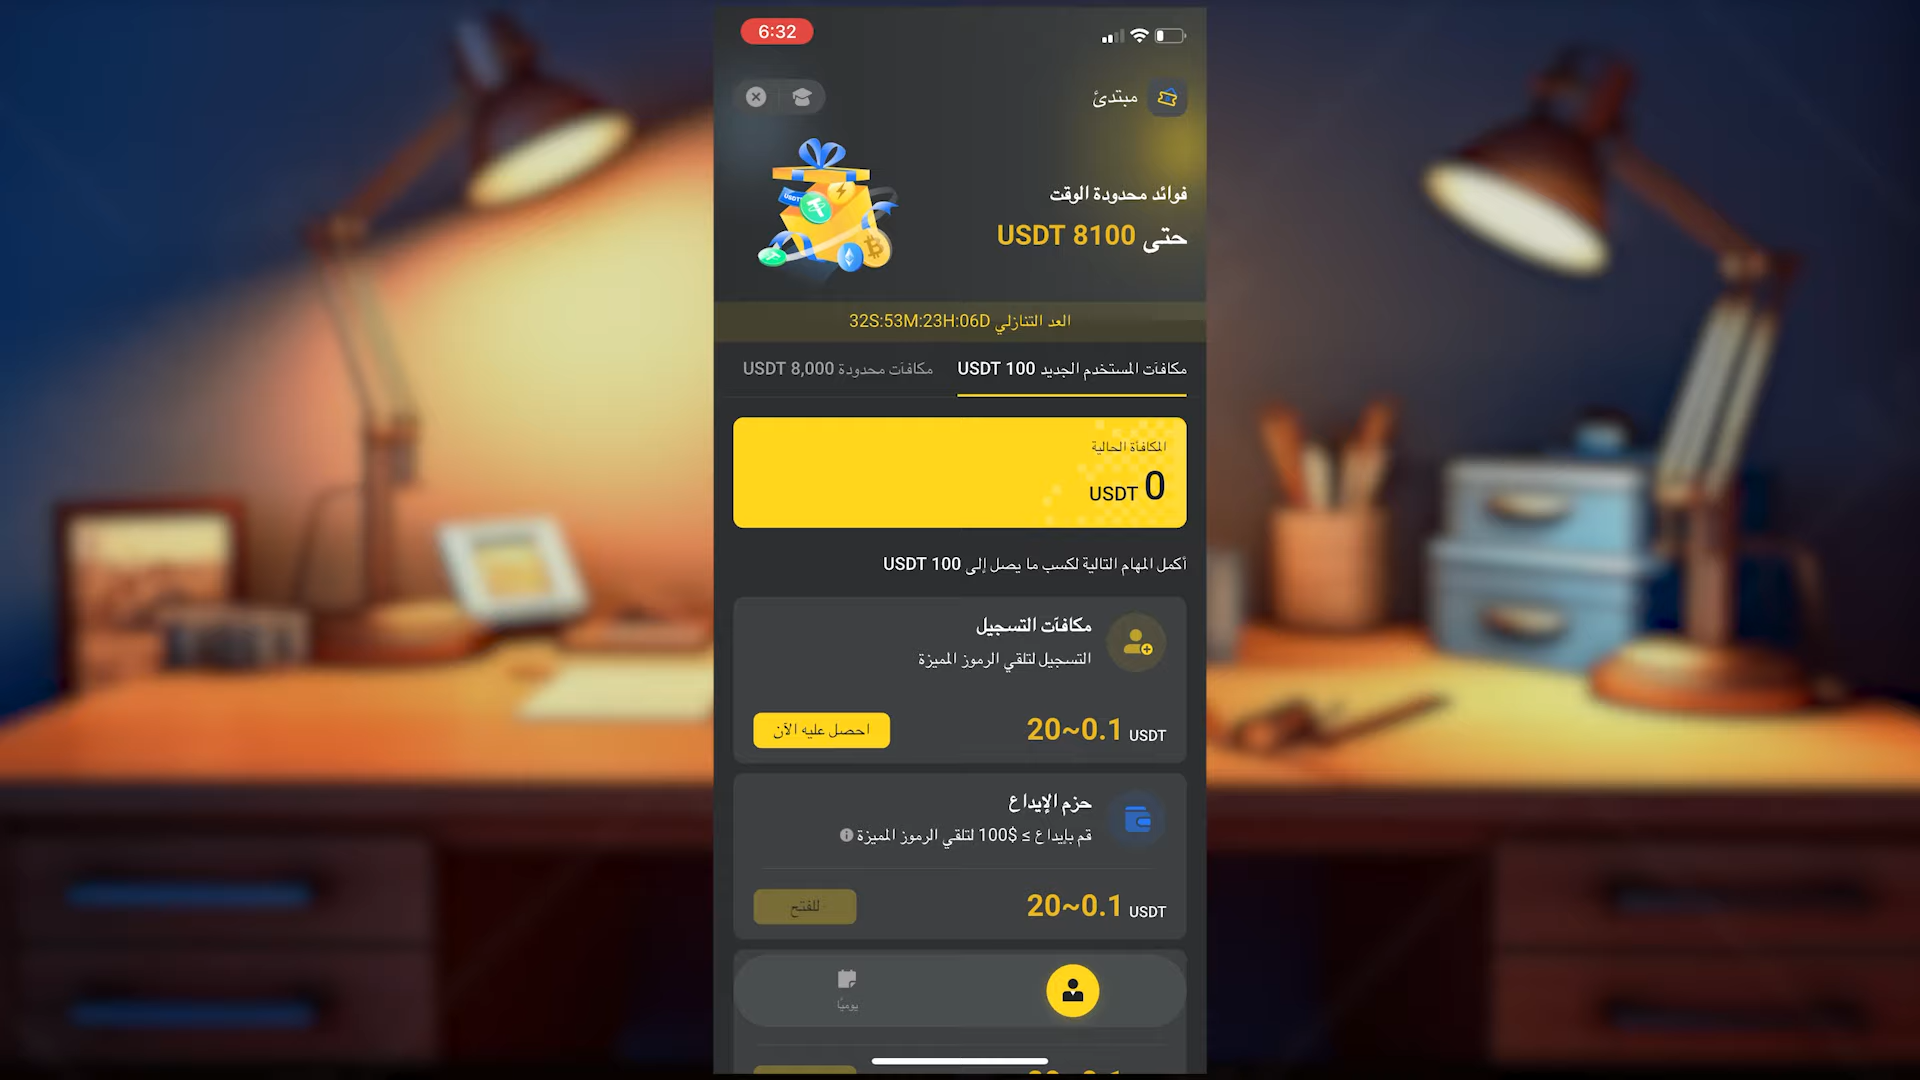 6:32
مبتدئ
فوائد محدودة الوقت
حتى 8100 USDT
العد التنازلي 32S:53M:23H:06D
مكافآت المستخدم الجديد 100 USDT
مكافآت محدودة 8,000 USDT
المكافأة الحالية
0 USDT
أكمل المهام التالية لكسب ما يصل إلى 100 USDT
مكافآت التسجيل
التسجيل لتلقي الرموز المميزة
20~0.1 USDT
احصل عليه الآن
حزم الإيداع
قم بإيداع ≥ 100$ لتلقي الرموز المميزة
20~0.1 USDT
للفتح
يوميًا